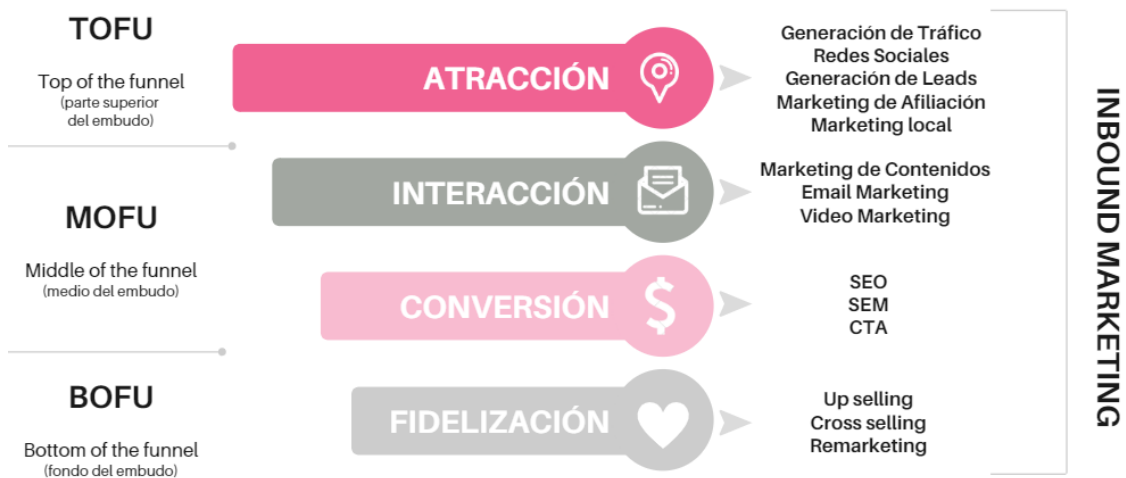 TOFU
Top of the funnel
(parte superior
del embudo)
ATRACCIÓN
Generación de Tráfico
Redes Sociales
Generación de Leads
Marketing de Afiliación
Marketing local
MOFU
Middle of the funnel
(medio del embudo)
INTERACCIÓN
Marketing de Contenidos
Email Marketing
Video Marketing
CONVERSIÓN
$
SEO
SEM
CTA
BOFU
Bottom of the funnel
(fondo del embudo)
FIDELIZACIÓN
Up selling
Cross selling
Remarketing
INBOUND MARKETING